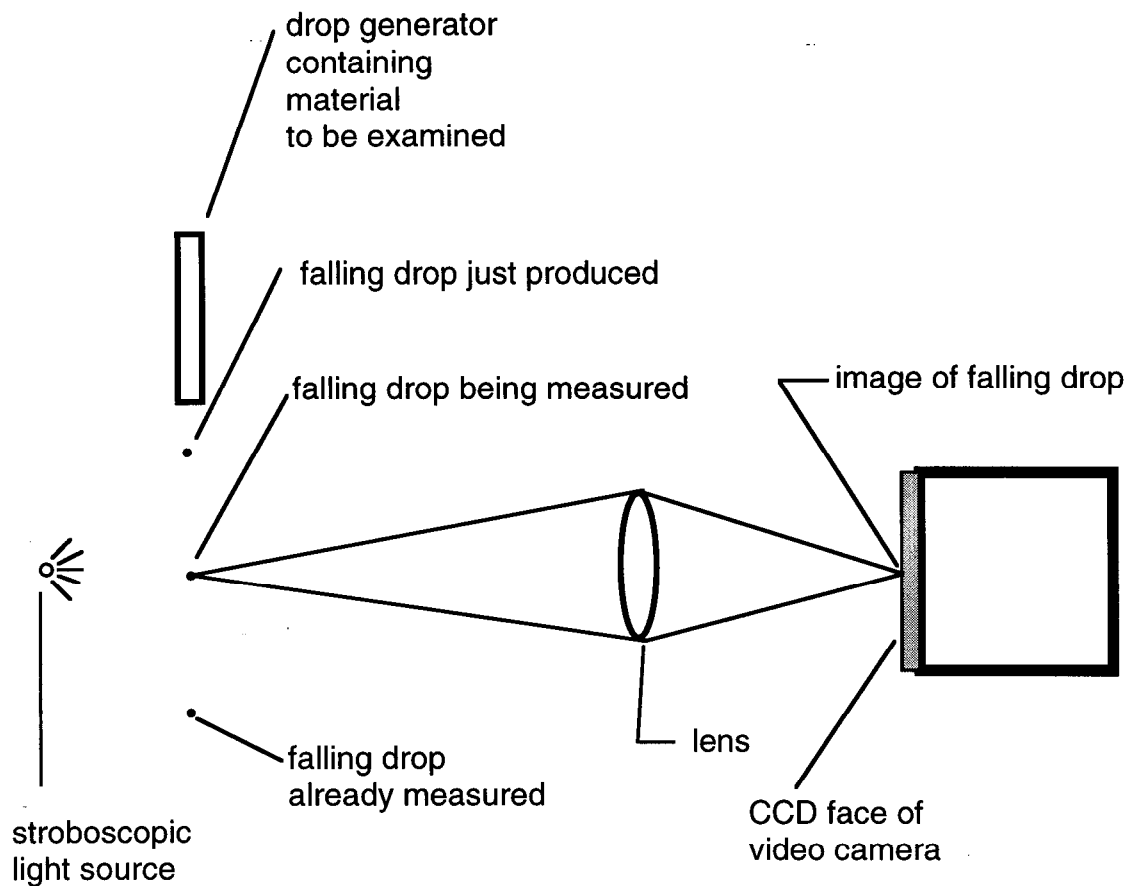 drop generator
containing
material
to be examined
falling drop just produced
falling drop being measured
image of falling drop
lens
falling drop
already measured
CCD face of
video camera
stroboscopic
light source